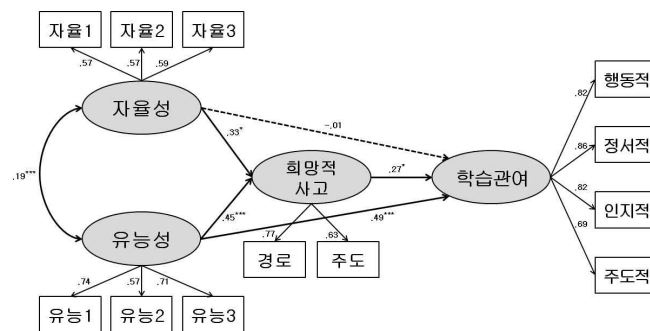 자율1 자율2 자율3
.57 .57 .59
자율성
-.01
.33*
.19***
희망적
사고
.27*
학습관여
.45***
.49***
유능성
.77 .63
경로 주도
.74 .57 .71
유능1 유능2 유능3
.82
행동적
.86
정서적
.82
인지적
.69
주도적